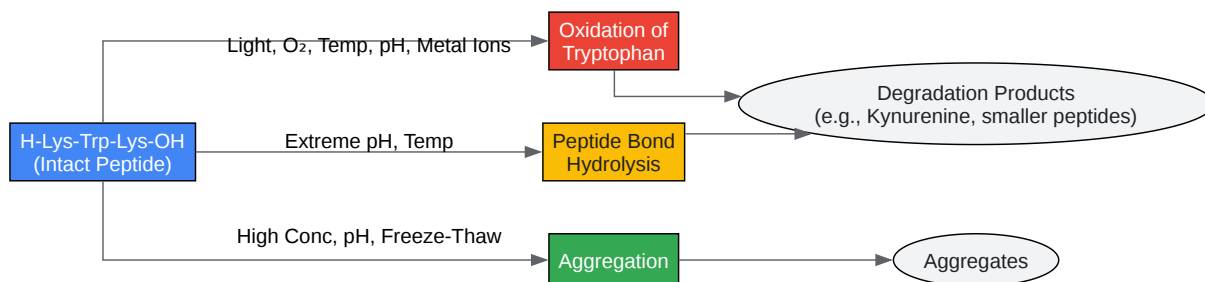 Oxidation of
Tryptophan
Light, O₂, Temp, pH, Metal Ions
Degradation Products
(e.g., Kynurenine, smaller peptides)
H-Lys-Trp-Lys-OH
(Intact Peptide)
Extreme pH, Temp
Peptide Bond
Hydrolysis
High Conc, pH, Freeze-Thaw
Aggregation
Aggregates